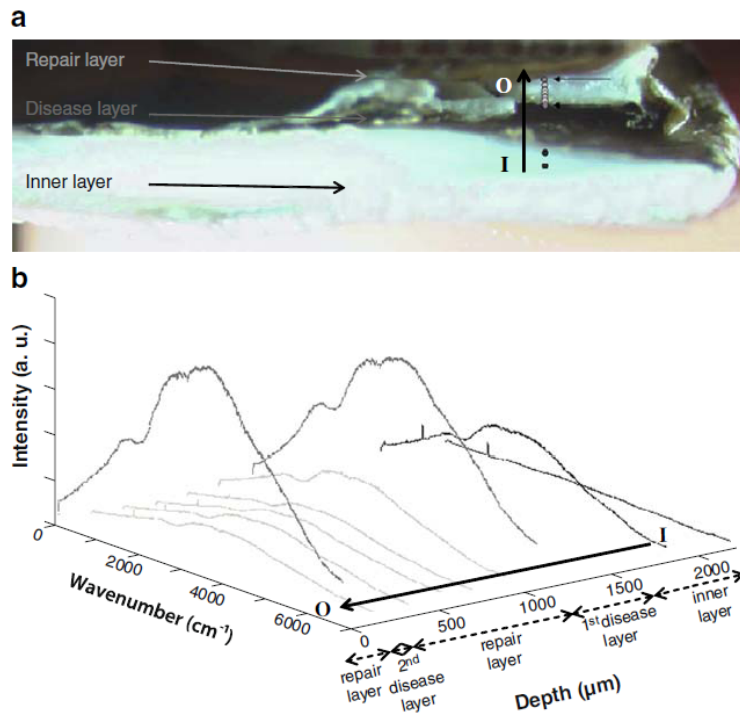 a
Repair layer
Disease layer
Inner layer
O
I
b
Intensity (a. u.)
0
Wavenumber (cm⁻¹)
2000
4000
6000
O
I
0
500
1000
1500
2000
repair
layer
2nd
disease
layer
repair
layer
1st disease
layer
inner
layer
Depth (µm)